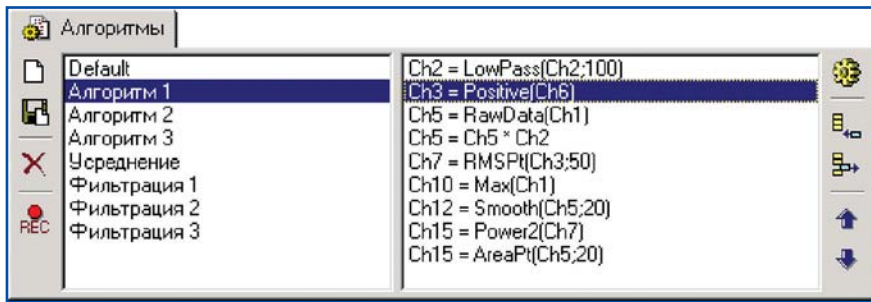 Алгоритмы
Default
Алгоритм 1
Алгоритм 2
Алгоритм 3
Усреднение
Фильтрация 1
Фильтрация 2
Фильтрация 3
REC
Ch2 = LowPass(Ch2;100)
Ch3 = Positive(Ch6)
Ch5 = RawData(Ch1)
Ch5 = Ch5 * Ch2
Ch7 = RMSPt(Ch3;50)
Ch10 = Max(Ch1)
Ch12 = Smooth(Ch5;20)
Ch15 = Power2(Ch7)
Ch15 = AreaPt(Ch5;20)